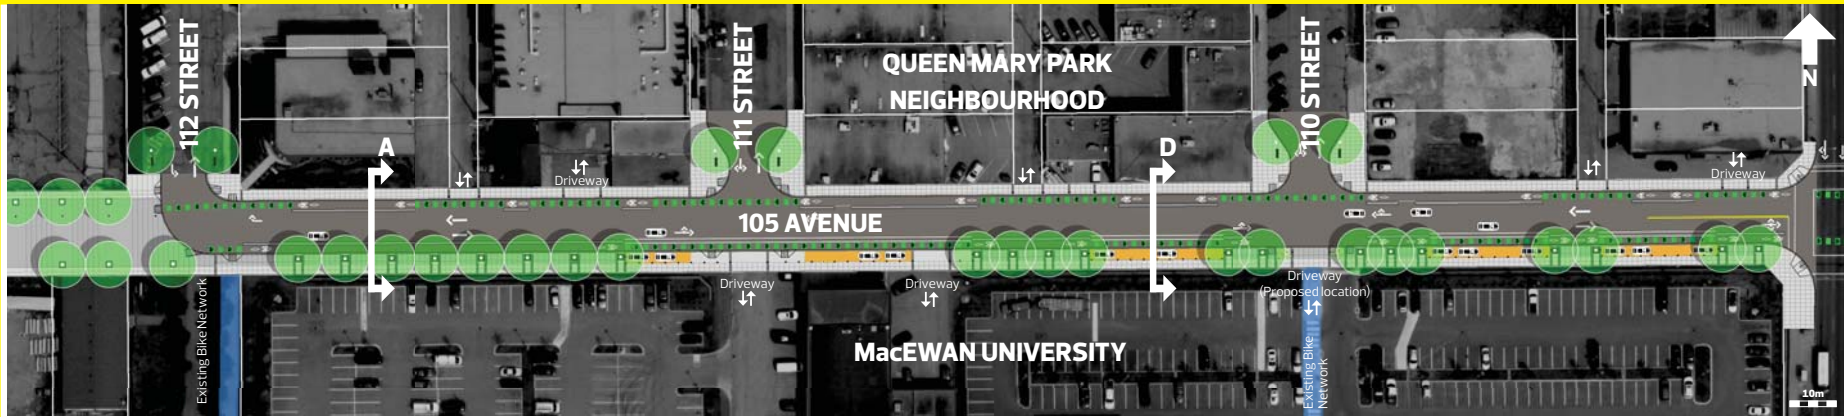 112 STREET
111 STREET
QUEEN MARY PARK
NEIGHBOURHOOD
110 STREET
N
A
D
Driveway
Driveway
105 AVENUE
Driveway
Driveway
Driveway
(Proposed location)
Existing Bike Network
MacEWAN UNIVERSITY
Existing Bike
Network
10m